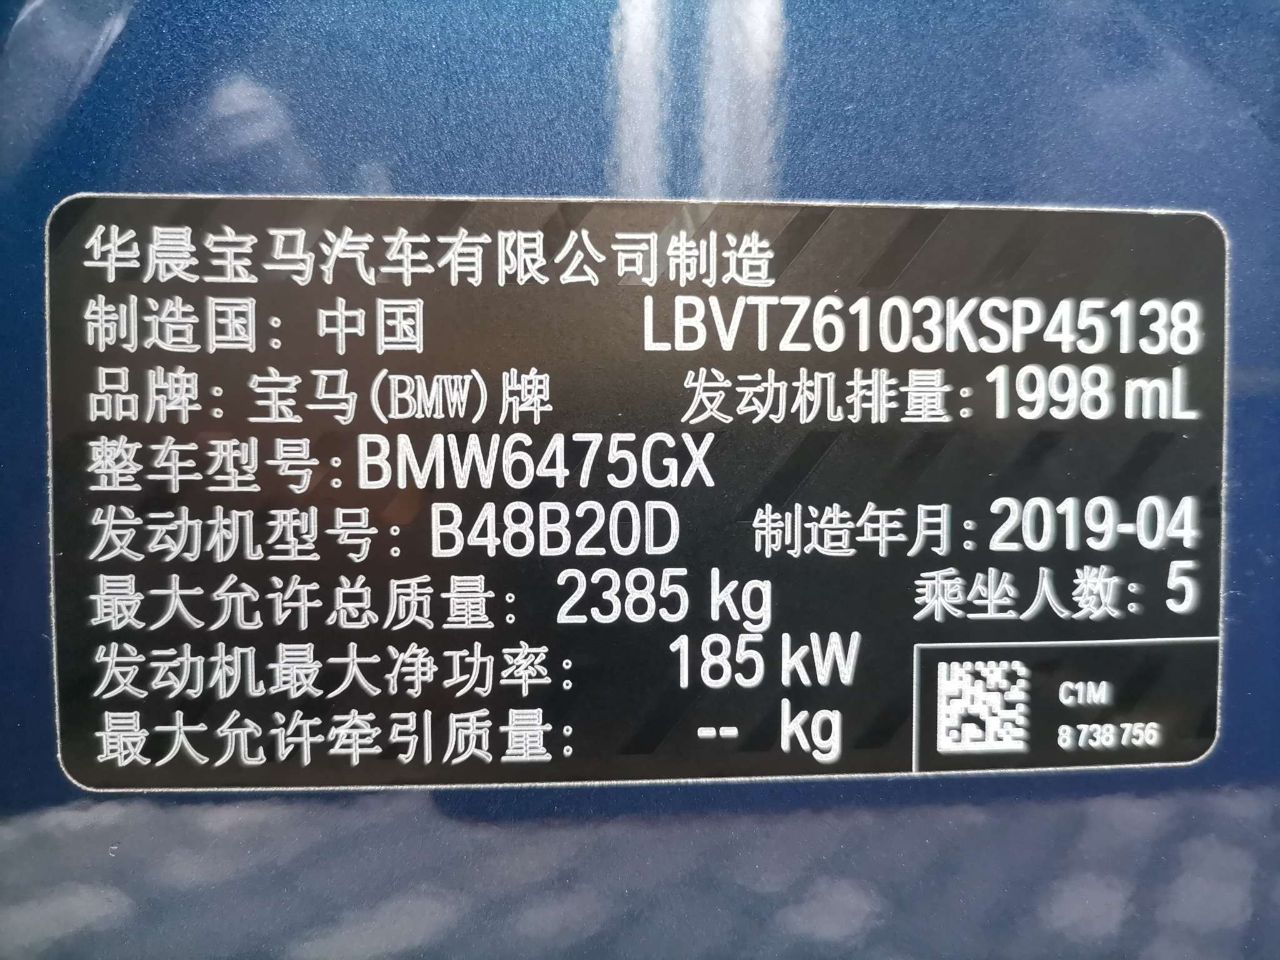 华晨宝马汽车有限公司制造
制造国: 中国 LBVTZ6103KSP45138
品牌: 宝马(BMW)牌 发动机排量: 1998 mL
整车型号: BMW6475GX
发动机型号: B48B20D 制造年月: 2019-04
最大允许总质量: 2385 kg 乘坐人数: 5
发动机最大净功率: 185 kW
最大允许牵引质量: -- kg
C1M
8 738 756